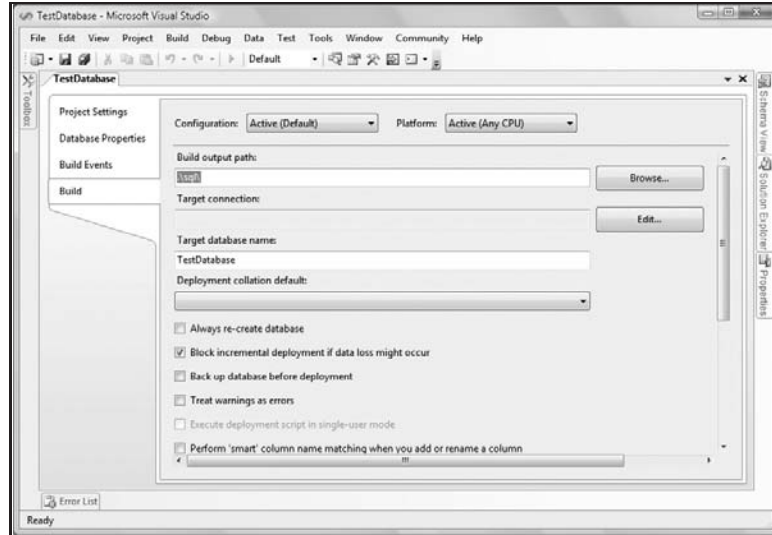 TestDatabase - Microsoft Visual Studio
File Edit View Project Build Debug Data Test Tools Window Community Help
Default
Toolbox
TestDatabase
Project Settings
Database Properties
Build Events
Build
Configuration: Active (Default) Platform: Active (Any CPU)
Build output path:
.\sql\
Browse...
Target connection:
Edit...
Target database name:
TestDatabase
Deployment collation default:
Always re-create database
Block incremental deployment if data loss might occur
Back up database before deployment
Treat warnings as errors
Execute deployment script in single-user mode
Perform 'smart' column name matching when you add or rename a column
Schema View
Solution Explorer
Properties
Error List
Ready